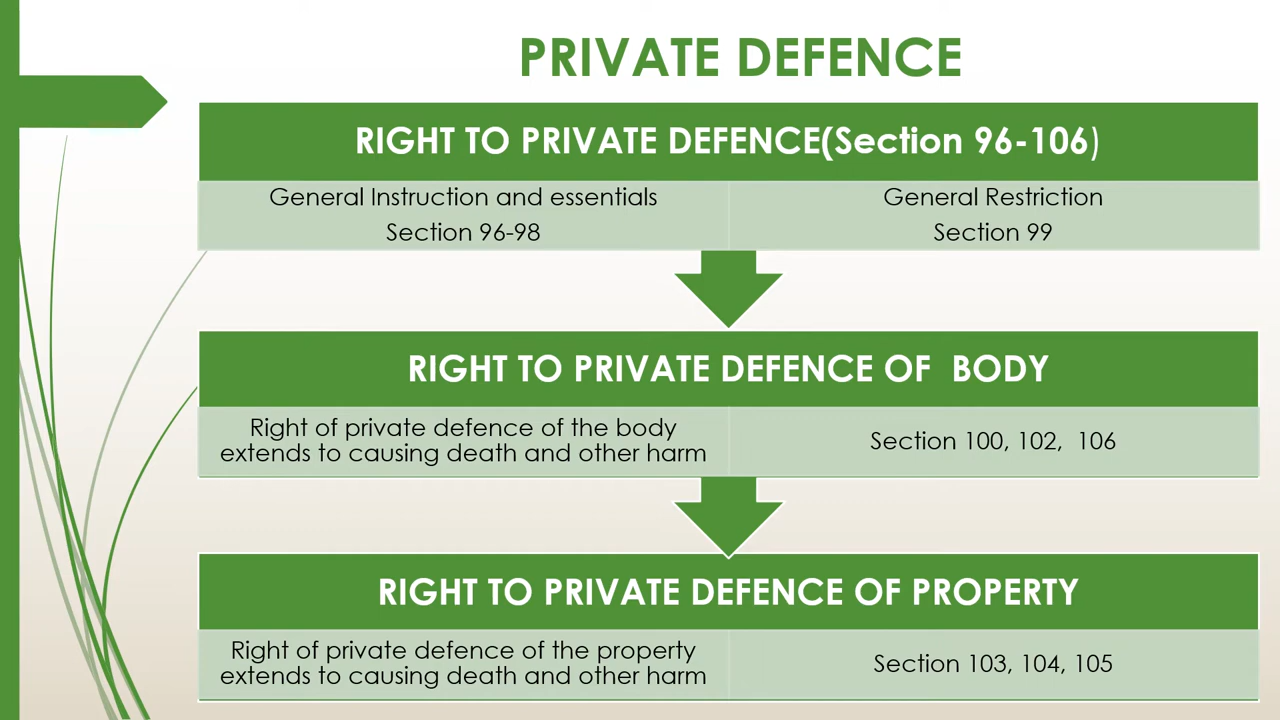 PRIVATE DEFENCE
RIGHT TO PRIVATE DEFENCE(Section 96-106)
General Instruction and essentials
Section 96-98
General Restriction
Section 99
RIGHT TO PRIVATE DEFENCE OF  BODY
Right of private defence of the body
extends to causing death and other harm
Section 100, 102,  106
RIGHT TO PRIVATE DEFENCE OF PROPERTY
Right of private defence of the property
extends to causing death and other harm
Section 103, 104, 105